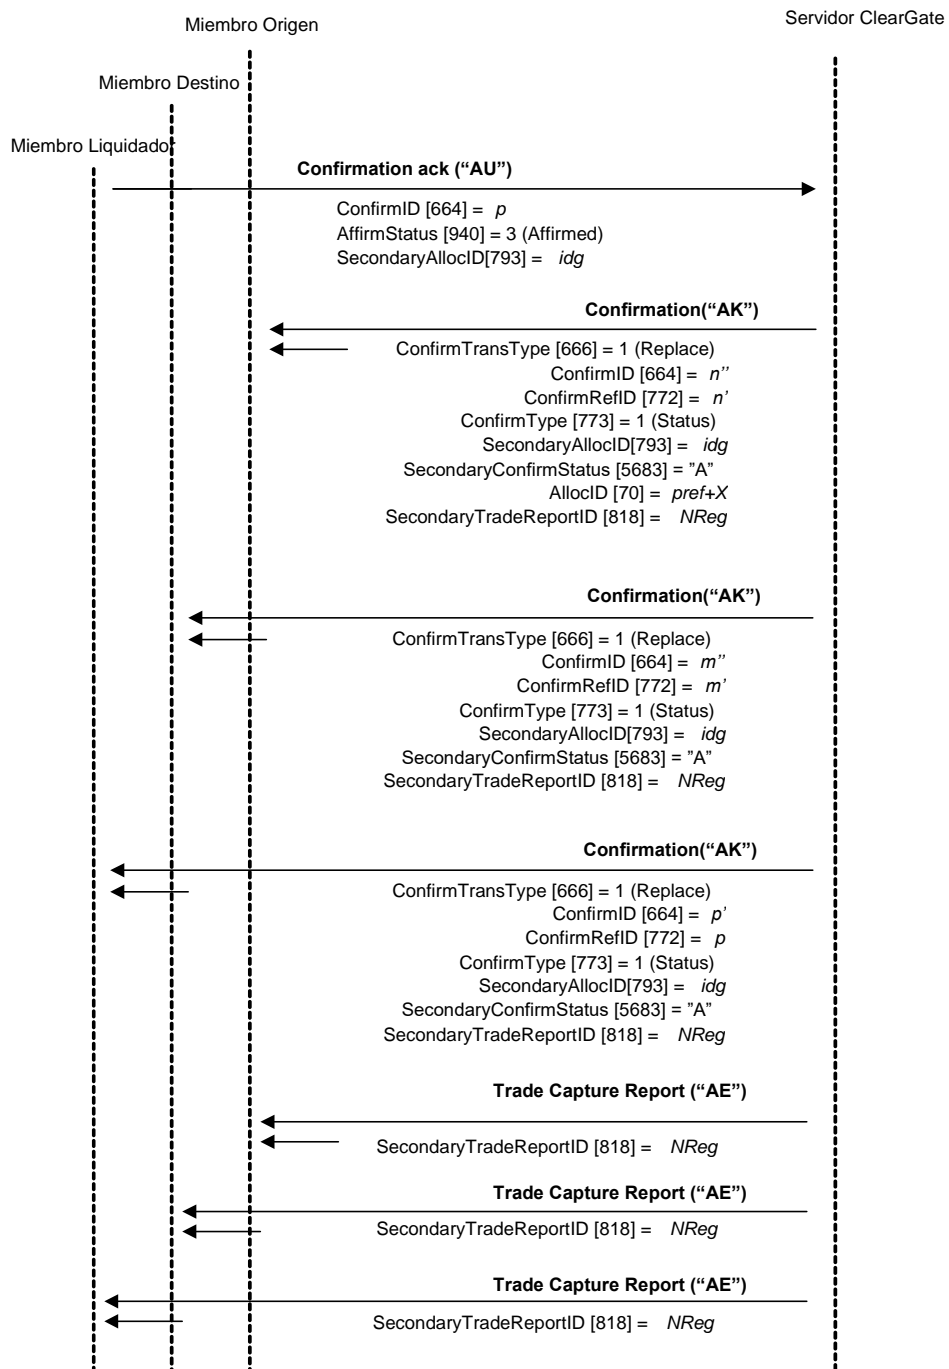 Servidor ClearGate
Miembro Origen
Miembro Destino
Miembro Liquidador
Confirmation ack (“AU”)
ConfirmID [664] = p
AffirmStatus [940] = 3 (Affirmed)
SecondaryAllocID[793] = idg
Confirmation("AK”)
ConfirmTransType [666] = 1 (Replace)
ConfirmID [664] = n’’
ConfirmRefID [772] = n’
ConfirmType [773] = 1 (Status)
SecondaryAllocID[793] = idg
SecondaryConfirmStatus [5683] = ”A”
AllocID [70] = pref+X
SecondaryTradeReportID [818] = NReg
Confirmation("AK”)
ConfirmTransType [666] = 1 (Replace)
ConfirmID [664] = m’’
ConfirmRefID [772] = m’
ConfirmType [773] = 1 (Status)
SecondaryAllocID[793] = idg
SecondaryConfirmStatus [5683] = ”A”
SecondaryTradeReportID [818] = NReg
Confirmation("AK”)
ConfirmTransType [666] = 1 (Replace)
ConfirmID [664] = p’
ConfirmRefID [772] = p
ConfirmType [773] = 1 (Status)
SecondaryAllocID[793] = idg
SecondaryConfirmStatus [5683] = ”A”
SecondaryTradeReportID [818] = NReg
Trade Capture Report (“AE”)
SecondaryTradeReportID [818] = NReg
Trade Capture Report (“AE”)
SecondaryTradeReportID [818] = NReg
Trade Capture Report (“AE”)
SecondaryTradeReportID [818] = NReg